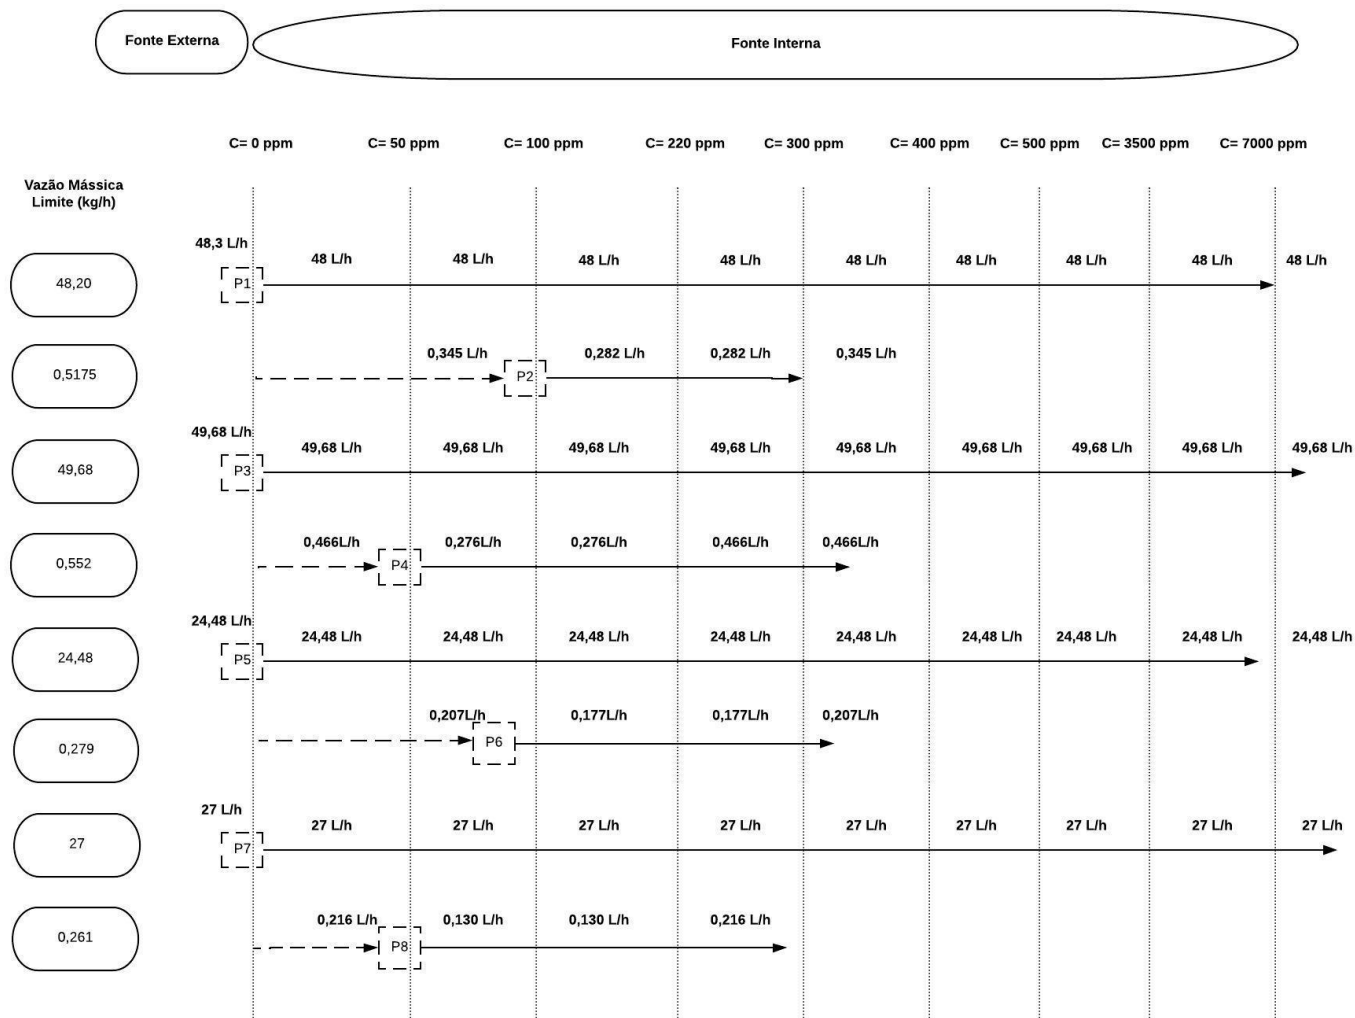 Fonte Externa
Fonte Interna
C= 0 ppm C= 50 ppm C= 100 ppm C= 220 ppm C= 300 ppm C= 400 ppm C= 500 ppm C= 3500 ppm C= 7000 ppm
Vazão Mássica
Limite (kg/h)
48,3 L/h
48 L/h 48 L/h 48 L/h 48 L/h 48 L/h 48 L/h 48 L/h 48 L/h 48 L/h
48,20 P1
0,345 L/h 0,282 L/h 0,282 L/h 0,345 L/h
0,5175 P2
49,68 L/h
49,68 L/h 49,68 L/h 49,68 L/h 49,68 L/h 49,68 L/h 49,68 L/h 49,68 L/h 49,68 L/h 49,68 L/h
49,68 P3
0,466L/h 0,276L/h 0,276L/h 0,466L/h 0,466L/h
0,552 P4
24,48 L/h
24,48 L/h 24,48 L/h 24,48 L/h 24,48 L/h 24,48 L/h 24,48 L/h 24,48 L/h 24,48 L/h 24,48 L/h
24,48 P5
0,207L/h 0,177L/h 0,177L/h 0,207L/h
0,279 P6
27 L/h
27 L/h 27 L/h 27 L/h 27 L/h 27 L/h 27 L/h 27 L/h 27 L/h 27 L/h
27 P7
0,216 L/h 0,130 L/h 0,130 L/h 0,216 L/h
0,261 P8